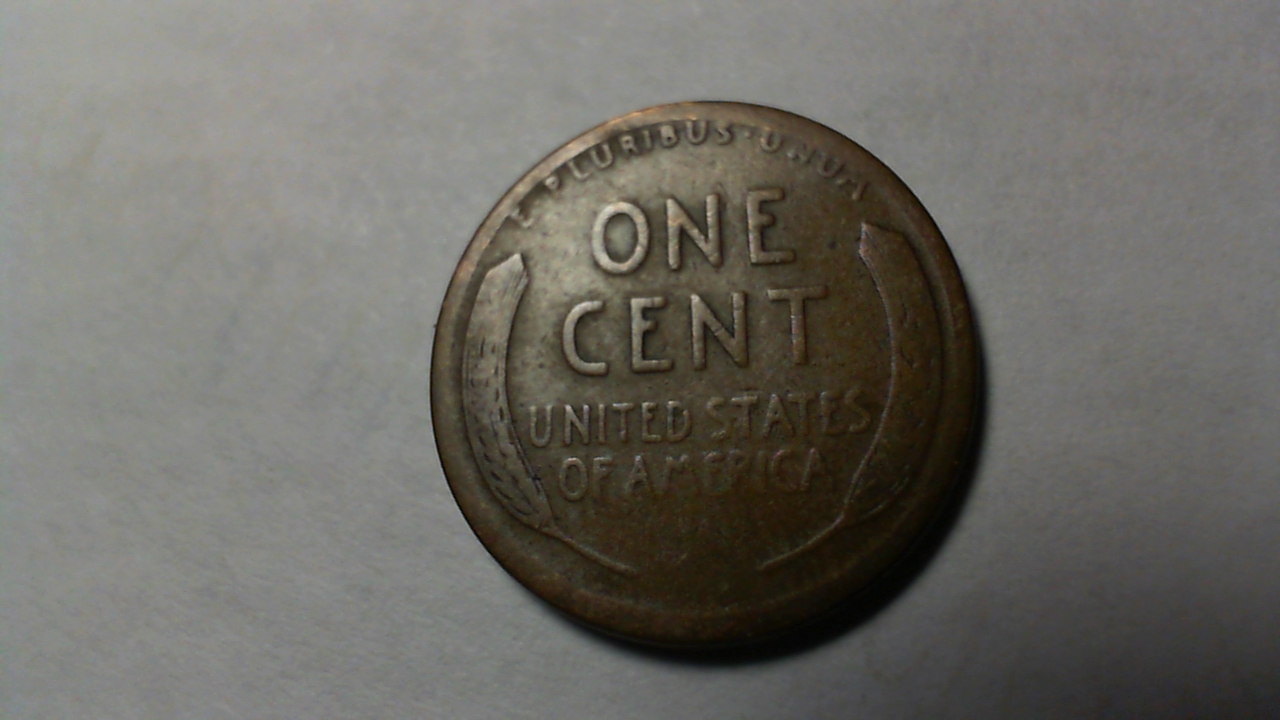 E PLURIBUS · UNUM
ONE
CENT
UNITED STATES
OF AMERICA